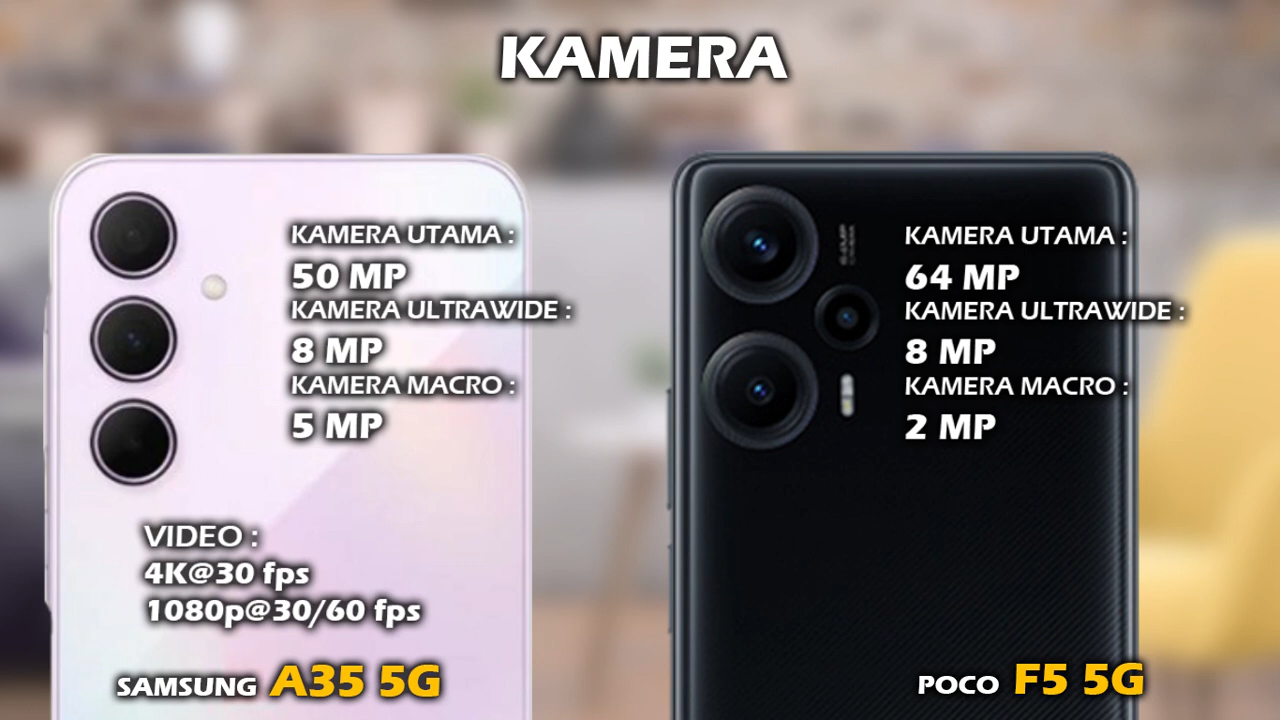 KAMERA
KAMERA UTAMA :
50 MP
KAMERA ULTRAWIDE :
8 MP
KAMERA MACRO :
5 MP
VIDEO :
4K@30 fps
1080p@30/60 fps
SAMSUNG A35 5G
KAMERA UTAMA :
64 MP
KAMERA ULTRAWIDE :
8 MP
KAMERA MACRO :
2 MP
POCO F5 5G